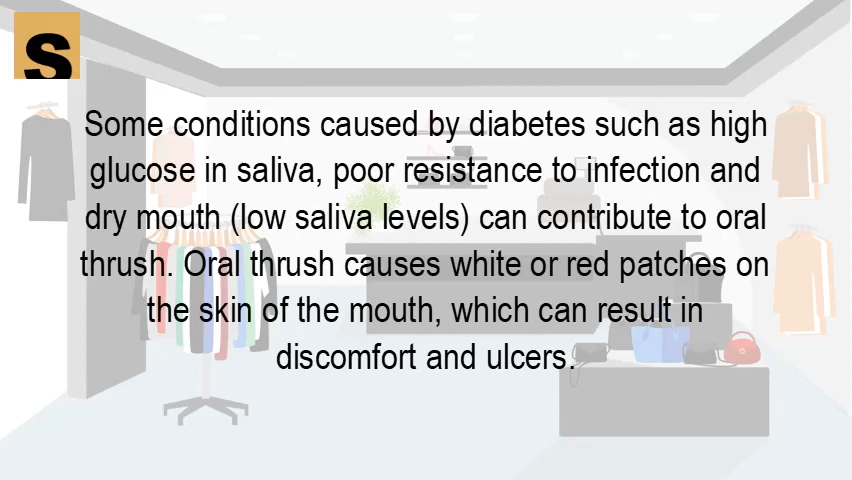 S
Some conditions caused by diabetes such as high
glucose in saliva, poor resistance to infection and
dry mouth (low saliva levels) can contribute to oral
thrush. Oral thrush causes white or red patches on
the skin of the mouth, which can result in
discomfort and ulcers.